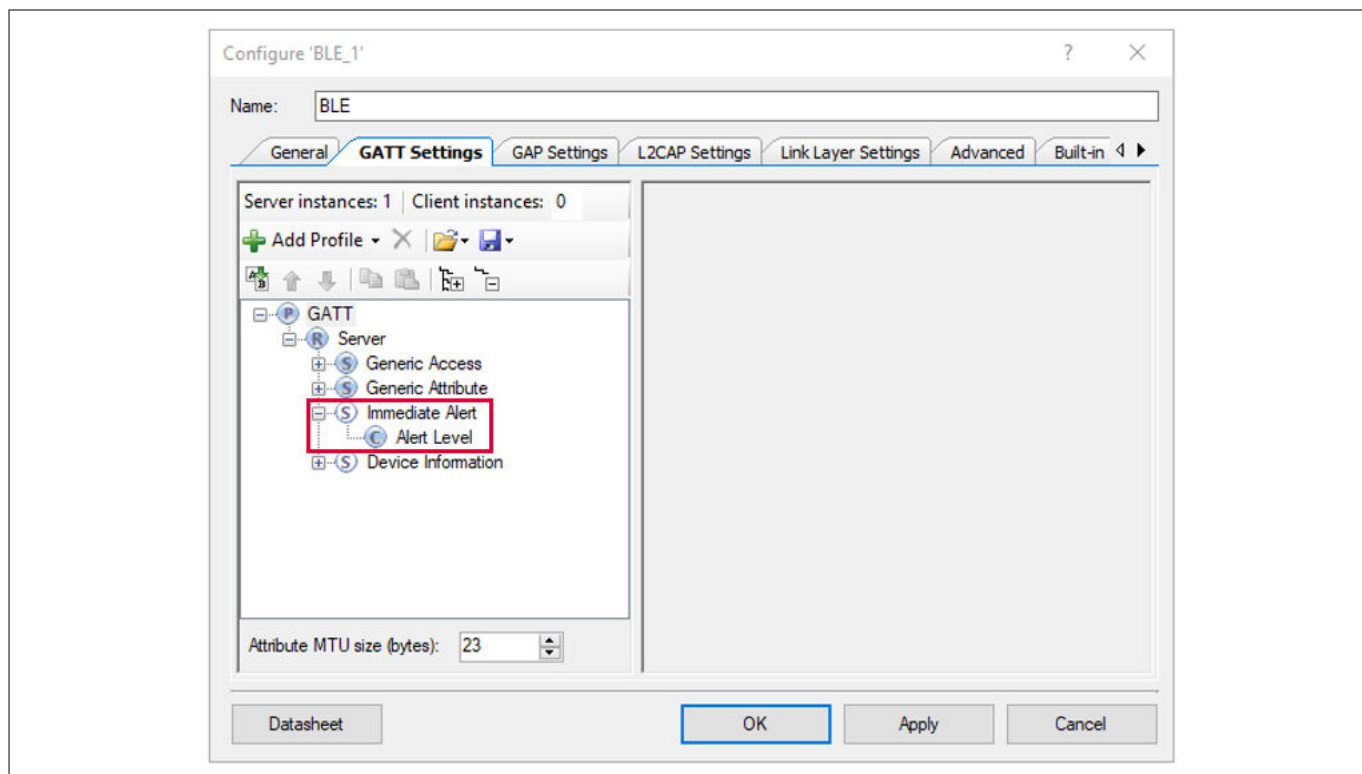 Configure 'BLE_1'
?
Name: BLE
General GATT Settings GAP Settings L2CAP Settings Link Layer Settings Advanced Built-in
Server instances: 1 Client instances: 0
Add Profile
GATT
Server
Generic Access
Generic Attribute
Immediate Alert
Alert Level
Device Information
Attribute MTU size (bytes): 23
Datasheet OK Apply Cancel